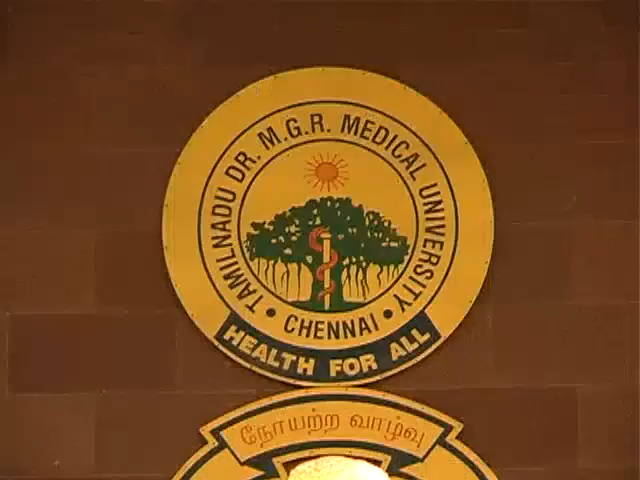 TAMILNADU DR. M.G.R. MEDICAL UNIVERSITY
• CHENNAI •
HEALTH FOR ALL
நோயற்ற வாழ்வு